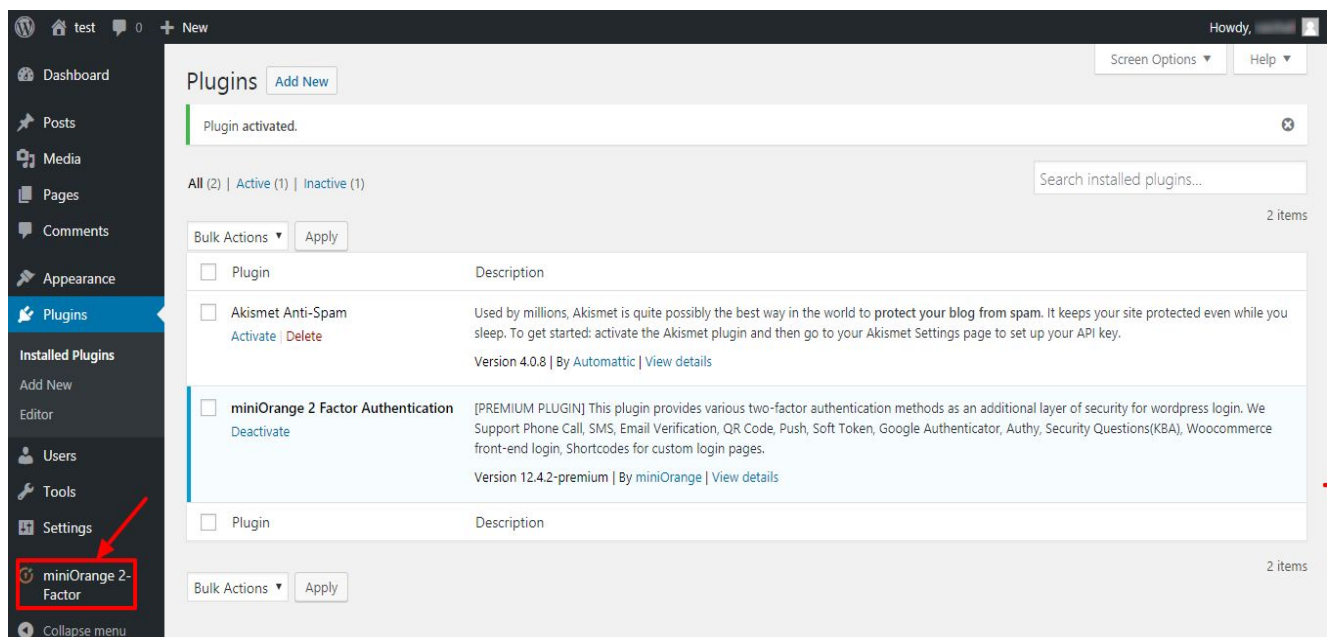 test 0 New
Howdy,
Dashboard
Posts
Media
Pages
Comments
Appearance
Plugins
Installed Plugins
Add New
Editor
Users
Tools
Settings
miniOrange 2-
Factor
Collapse menu
Screen Options Help
Plugins Add New
Plugin activated.
All (2) | Active (1) | Inactive (1)
Search installed plugins...
2 items
Bulk Actions Apply
Plugin Description
Akismet Anti-Spam
Activate | Delete
Used by millions, Akismet is quite possibly the best way in the world to protect your blog from spam. It keeps your site protected even while you
sleep. To get started: activate the Akismet plugin and then go to your Akismet Settings page to set up your API key.
Version 4.0.8 | By Automattic | View details
miniOrange 2 Factor Authentication
Deactivate
[PREMIUM PLUGIN] This plugin provides various two-factor authentication methods as an additional layer of security for wordpress login. We
Support Phone Call, SMS, Email Verification, QR Code, Push, Soft Token, Google Authenticator, Authy, Security Questions(KBA), Woocommerce
front-end login, Shortcodes for custom login pages.
Version 12.4.2-premium | By miniOrange | View details
Plugin Description
2 items
Bulk Actions Apply